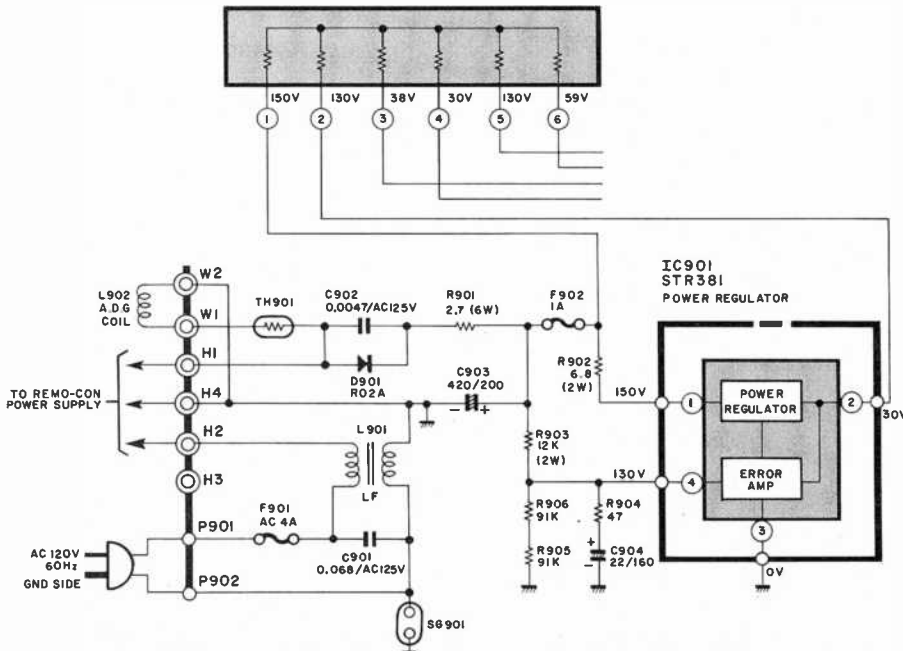 150V 130V 38V 30V 130V 59V
1 2 3 4 5 6
IC901
STR381
POWER REGULATOR
W2
L902
A.D.G
COIL
W1
TH901
C902
0.0047/AC125V
R901
2.7 (6W)
F902
1A
H1
D901
RO2A
R902
6.8
(2W)
150V
1
POWER
REGULATOR
2
30V
TO REMO-CON
POWER SUPPLY
H4
C903
420/200
- +
H2
L901
LF
R903
12K
(2W)
130V
4
ERROR
AMP
H3
R906
91K
R904
47
3
P901
F901
AC 4A
C901
0.068/AC125V
R905
91K
+
-
C904
22/160
0V
AC 120V
60Hz
GND SIDE
P902
SG901